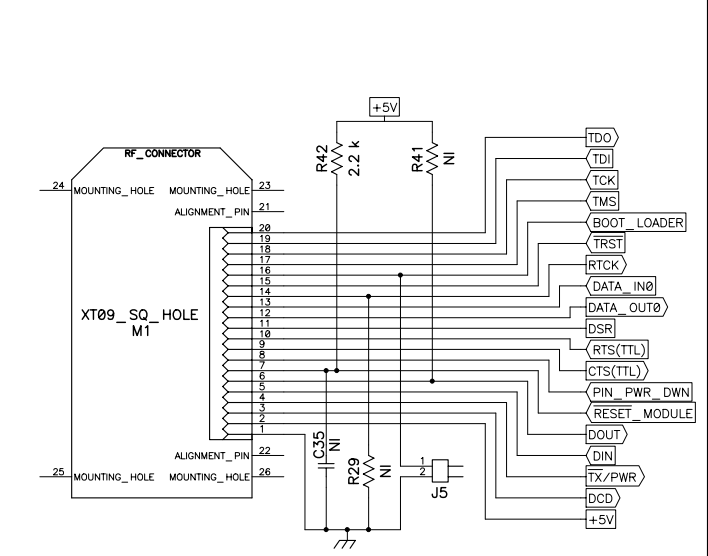 +5V
RF_CONNECTOR
R42
2.2 k
R41
NI
TDO
TDI
TCK
TMS
BOOT_LOADER
TRST
RTCK
DATA_IN0
DATA_OUT0
DSR
RTS(TTL)
CTS(TTL)
PIN_PWR_DWN
RESET_MODULE
DOUT
DIN
TX/PWR
DCD
+5V
24 MOUNTING_HOLE
MOUNTING_HOLE 23
ALIGNMENT_PIN 21
20
19
18
17
16
15
14
13
12
11
10
9
8
7
6
5
4
3
2
1
XT09_SQ_HOLE
M1
ALIGNMENT_PIN 22
25 MOUNTING_HOLE
MOUNTING_HOLE 26
C35
NI
R29
NI
1
2
J5